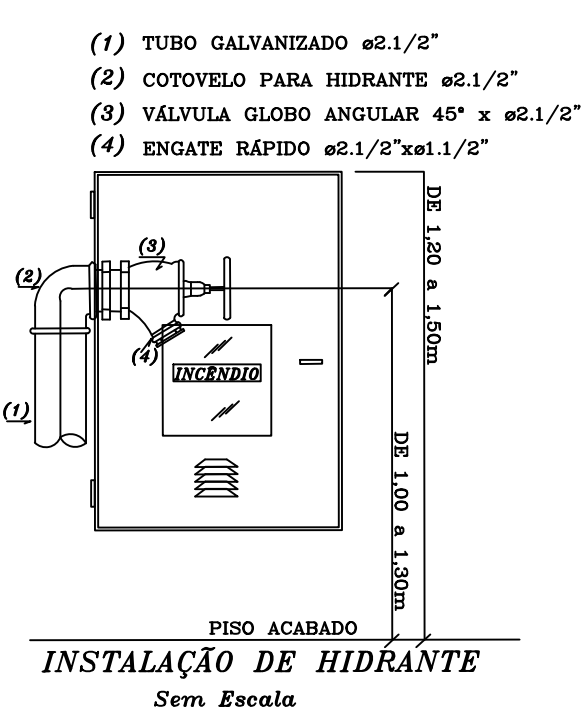 (1) TUBO GALVANIZADO ø2.1/2"
(2) COTOVELO PARA HIDRANTE ø2.1/2"
(3) VÁLVULA GLOBO ANGULAR 45° x ø2.1/2"
(4) ENGATE RÁPIDO ø2.1/2"xø1.1/2"
DE 1,20 a 1,50m
(3)
(2)
(4)
INCÊNDIO
(1)
DE 1,00 a 1,30m
PISO ACABADO
INSTALAÇÃO DE HIDRANTE
Sem Escala